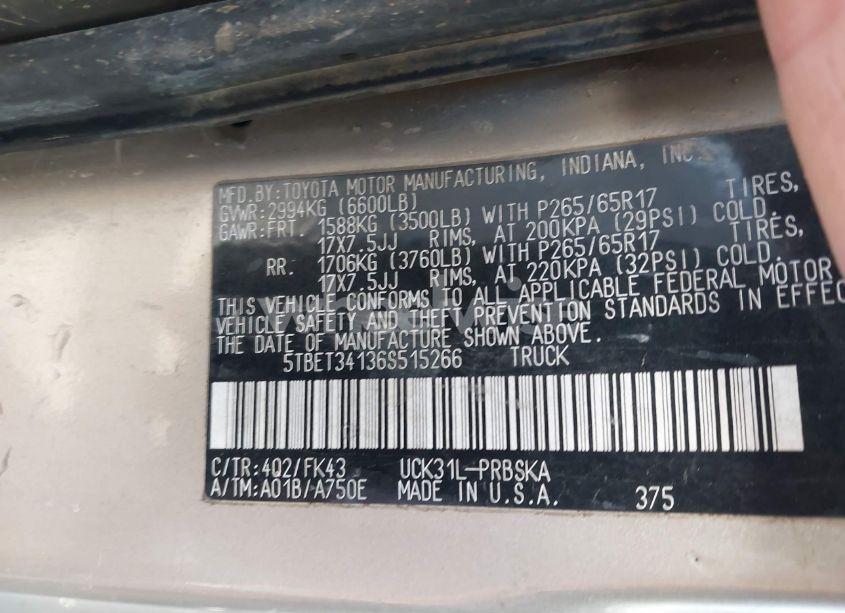 MFD.BY:TOYOTA MOTOR MANUFACTURING, INDIANA, INC.
GVWR:2994KG (6600LB)
GAWR:FRT. 1588KG (3500LB) WITH P265/65R17 TIRES,
17X7.5JJ RIMS, AT 200KPA (29PSI) COLD.
RR. 1706KG (3760LB) WITH P265/65R17 TIRES,
17X7.5JJ RIMS, AT 220KPA (32PSI) COLD.
THIS VEHICLE CONFORMS TO ALL APPLICABLE FEDERAL MOTOR
VEHICLE SAFETY AND THEFT PREVENTION STANDARDS IN EFFEC
THE DATE OF MANUFACTURE SHOWN ABOVE.
5TBET34136S515266 TRUCK
C/TR:4Q2/FK43 UCK31L-PRBSKA
A/TM:A01B/-A750E MADE IN U.S.A. 375